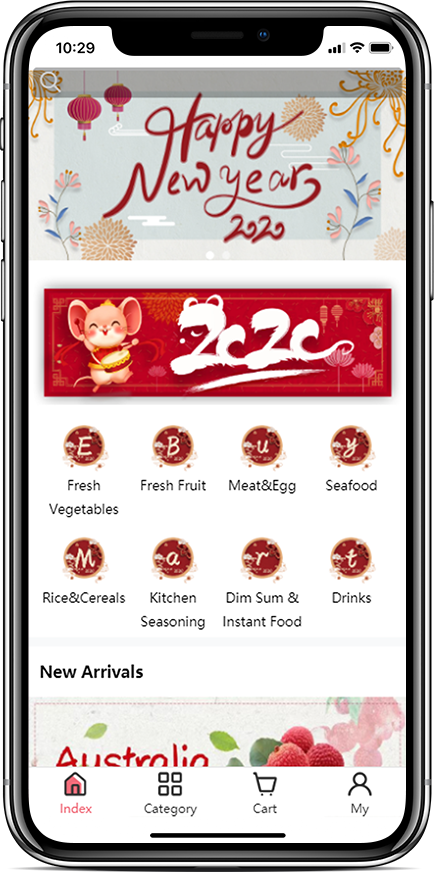 10:29
Happy
New year
2020
2020
E
B
u
y
Fresh
Vegetables
Fresh Fruit
Meat&Egg
Seafood
M
a
r
t
Rice&Cereals
Kitchen
Seasoning
Dim Sum &
Instant Food
Drinks
New Arrivals
Australia
Index
Category
Cart
My